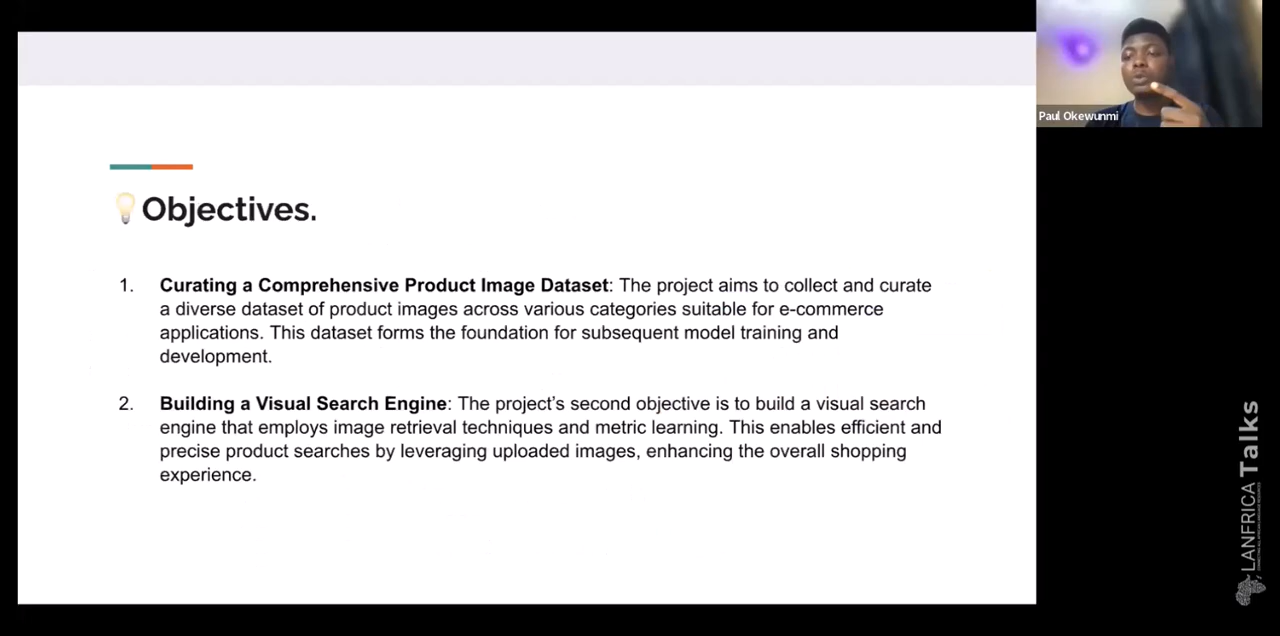 Paul Okewunmi
Objectives.
1. Curating a Comprehensive Product Image Dataset: The project aims to collect and curate
a diverse dataset of product images across various categories suitable for e-commerce
applications. This dataset forms the foundation for subsequent model training and
development.
2. Building a Visual Search Engine: The project's second objective is to build a visual search
engine that employs image retrieval techniques and metric learning. This enables efficient and
precise product searches by leveraging uploaded images, enhancing the overall shopping
experience.
LANFRICA Talks